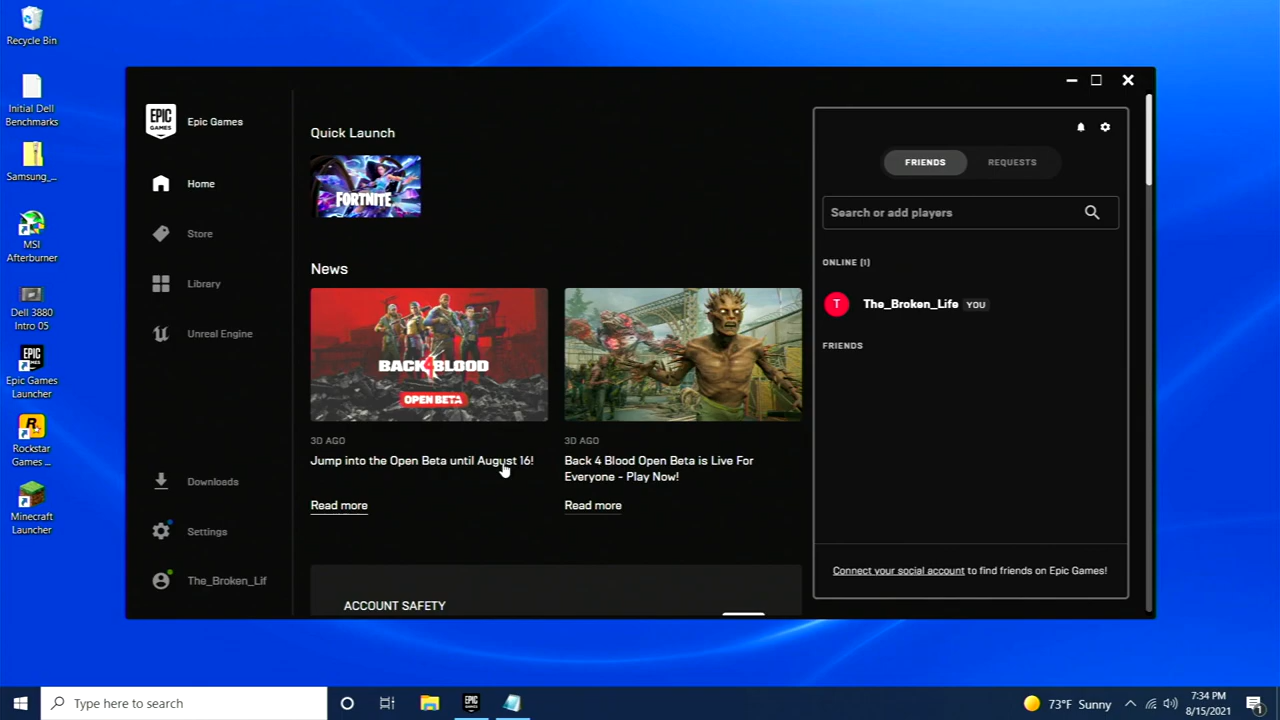 Recycle Bin
Initial Dell
Benchmarks
Samsung_...
MSI
Afterburner
Dell 3880
Intro 05
EPIC
GAMES
Epic Games
Launcher
Rockstar
Games ...
Minecraft
Launcher
EPIC
GAMES
Epic Games
Home
Store
Library
Unreal Engine
Downloads
Settings
The_Broken_Lif
Quick Launch
FORTNITE
News
BACK 4 BLOOD
OPEN BETA
3D AGO
Jump into the Open Beta until August 16!
Read more
3D AGO
Back 4 Blood Open Beta is Live For
Everyone - Play Now!
Read more
ACCOUNT SAFETY
FRIENDS
REQUESTS
Search or add players
ONLINE (1)
T
The_Broken_Life YOU
FRIENDS
Connect your social account to find friends on Epic Games!
Type here to search
EPIC
GAMES
73°F Sunny
7:34 PM
8/15/2021
1